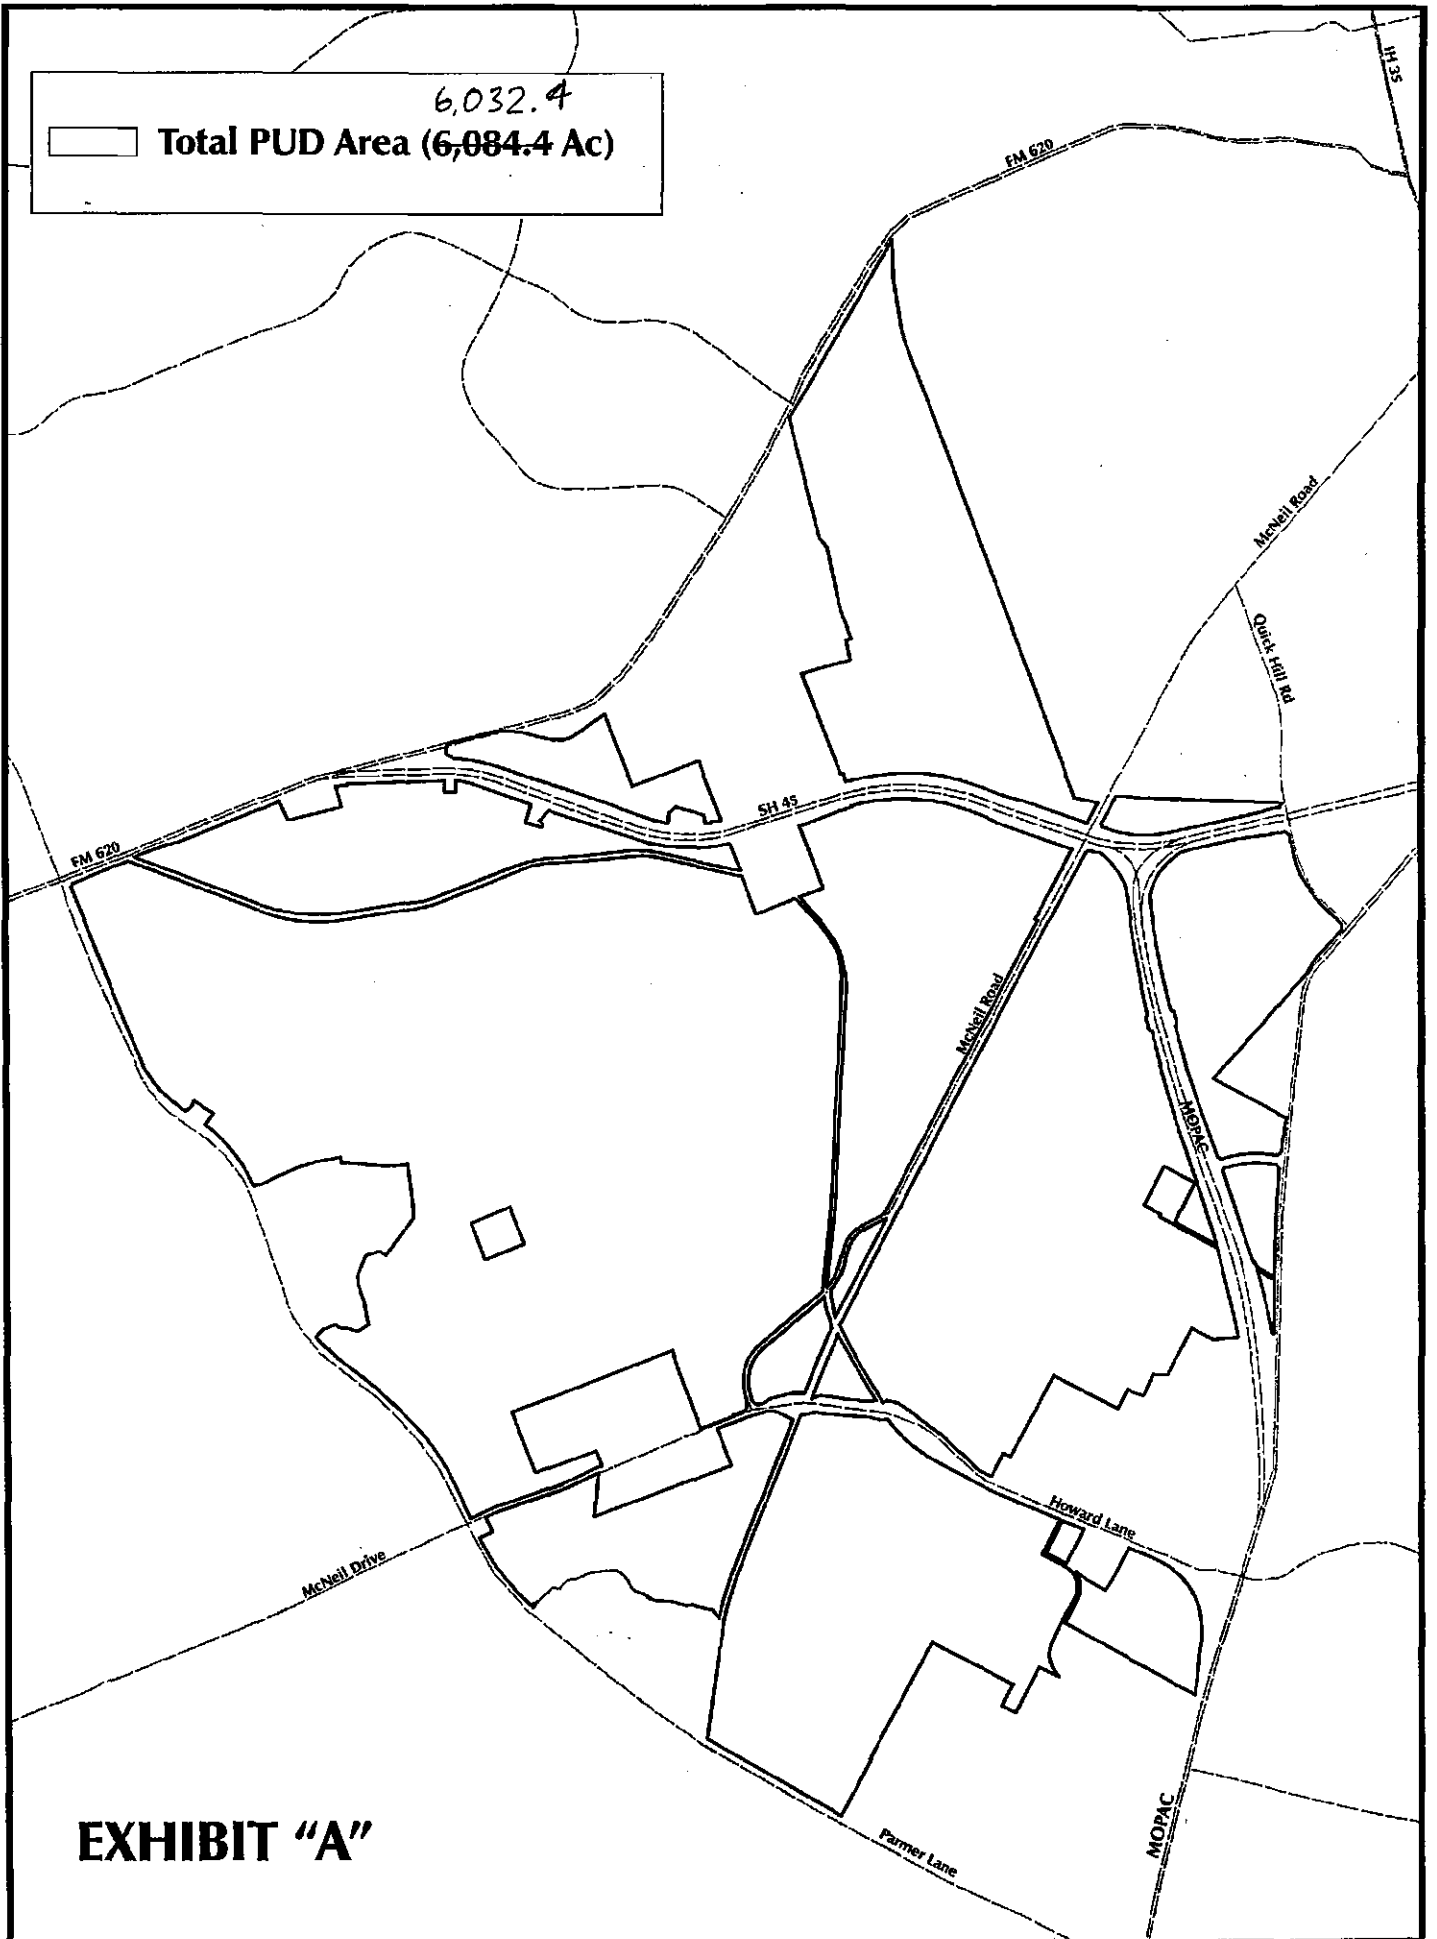 6,032.4
Total PUD Area (6,084.4 Ac)
IH 35
FM 620
McNeil Road
Quick Hill Rd
SH 45
FM 620
McNeil Road
MOPAC
Howard Lane
McNeil Drive
MOPAC
Parmer Lane
EXHIBIT "A"